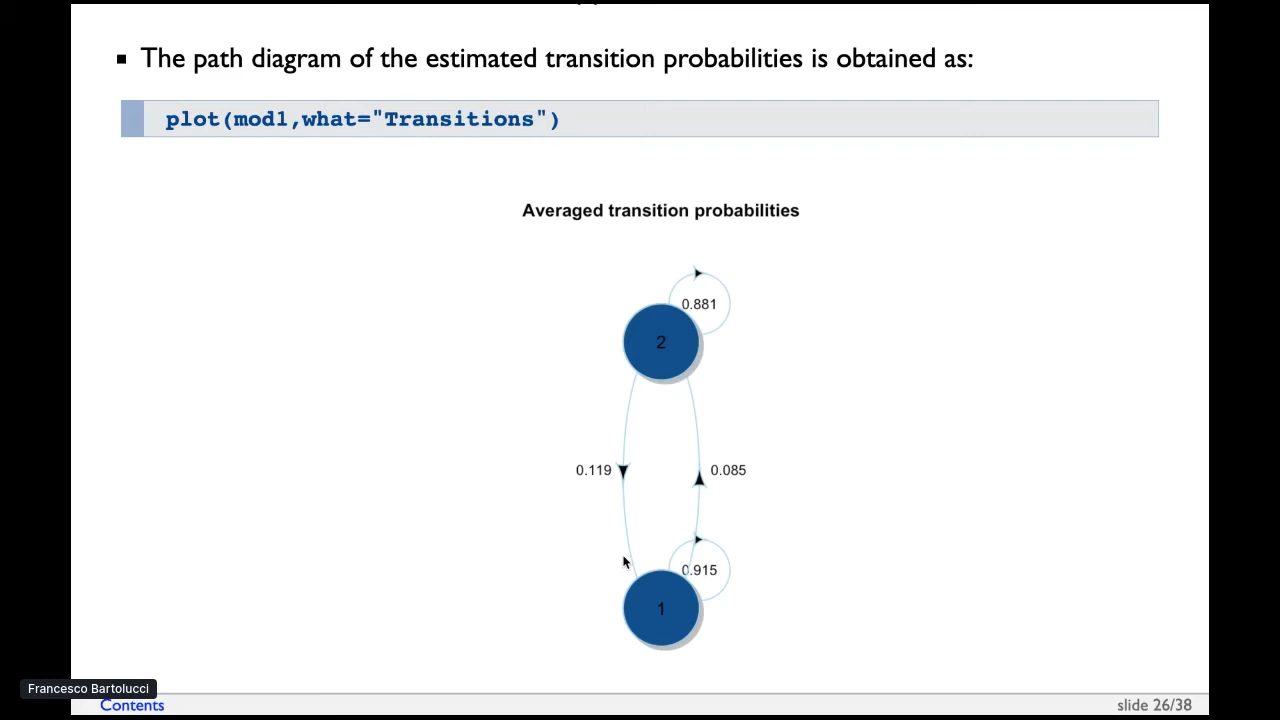 The path diagram of the estimated transition probabilities is obtained as:
plot(mod1,what="Transitions")
Averaged transition probabilities
0.881
2
0.119
0.085
0.915
1
Francesco Bartolucci
Contents
slide 26/38